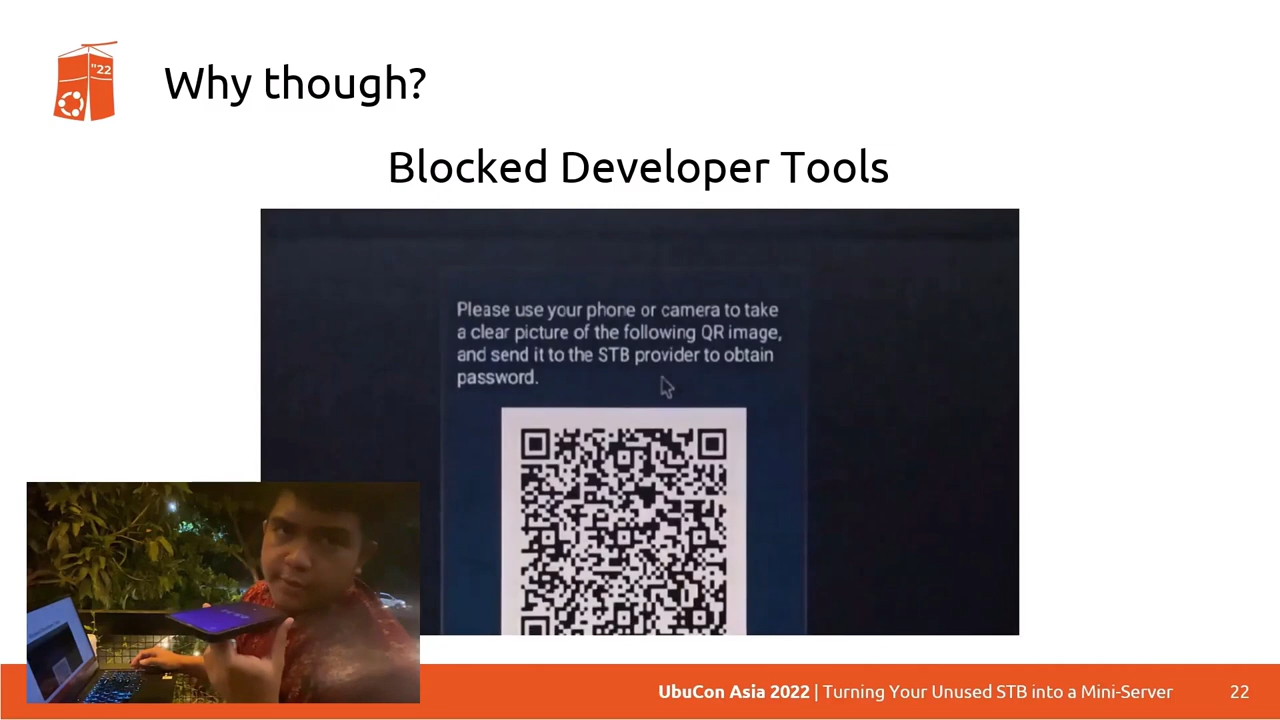 "22
Why though?
Blocked Developer Tools
Please use your phone or camera to take
a clear picture of the following QR image,
and send it to the STB provider to obtain
password.
UbuCon Asia 2022 | Turning Your Unused STB into a Mini-Server
22